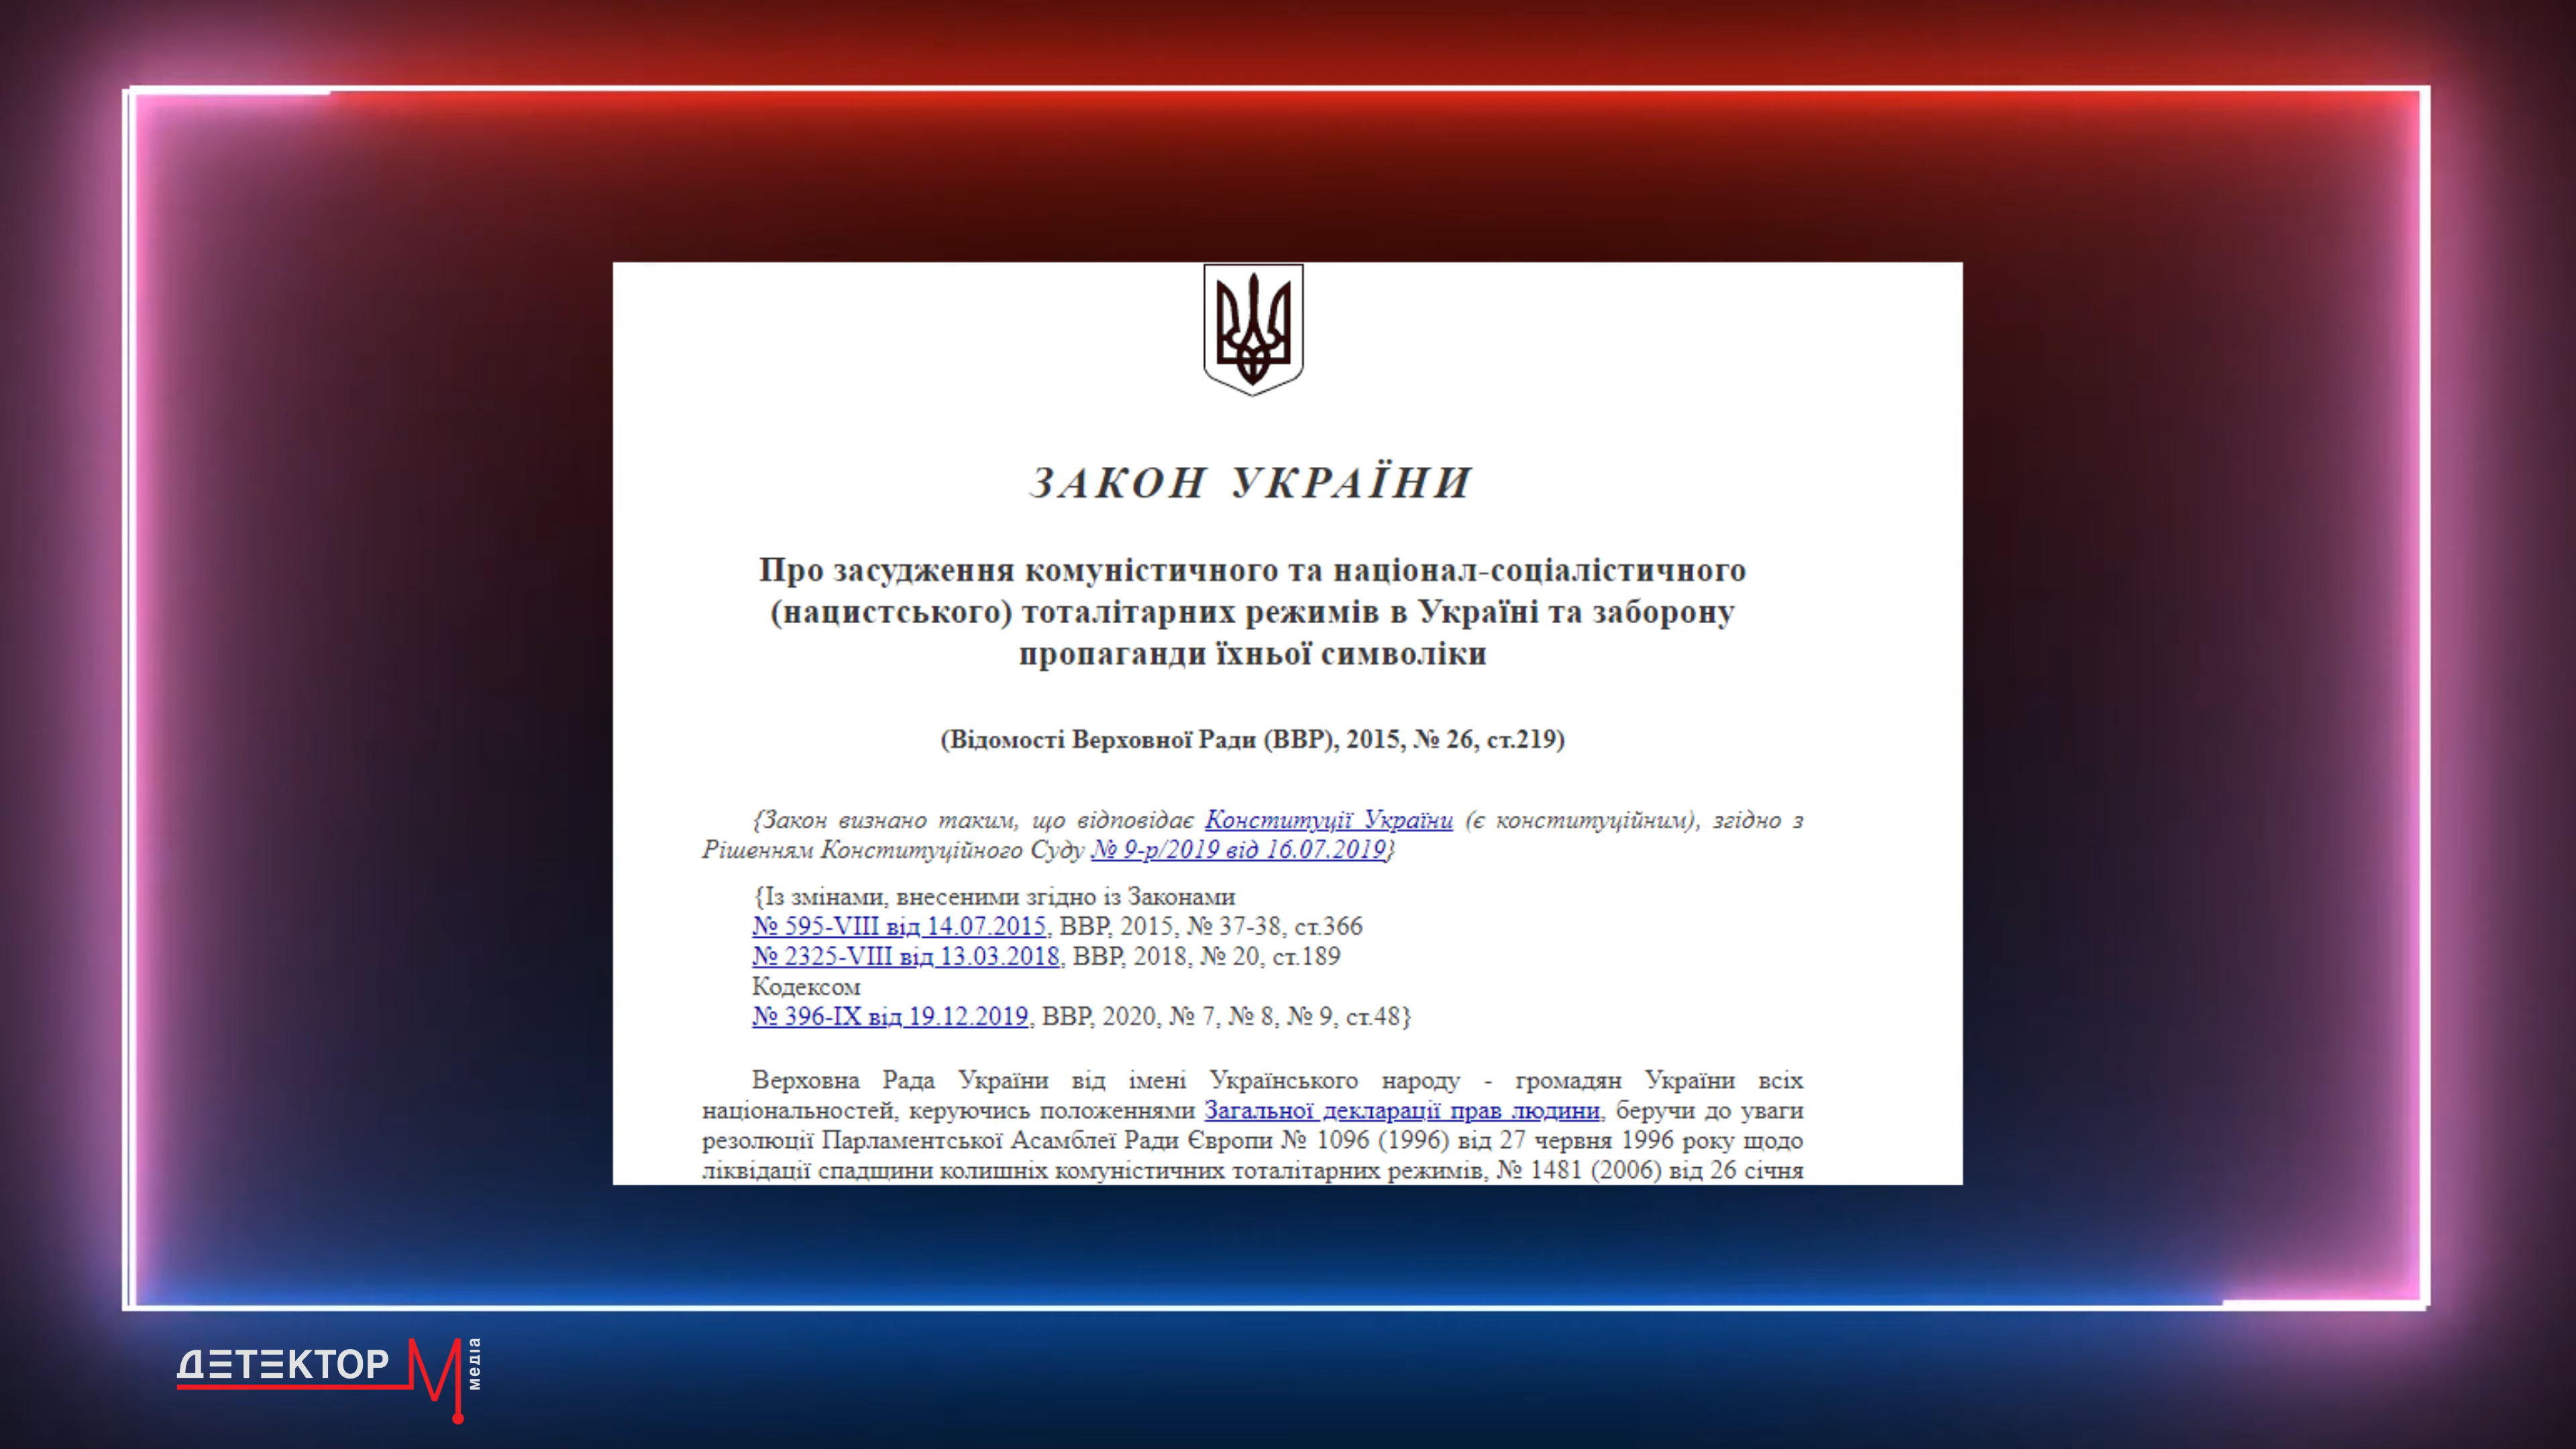 ЗАКОН УКРАЇНИ
Про засудження комуністичного та націонал-соціалістичного
(нацистського) тоталітарних режимів в Україні та заборону
пропаганди їхньої символіки
(Відомості Верховної Ради (ВВР), 2015, № 26, ст.219)
{Закон визнано таким, що відповідає Конституції України (є конституційним), згідно з
Рішенням Конституційного Суду № 9-р/2019 від 16.07.2019}
{Із змінами, внесеними згідно із Законами
№ 595-VIII від 14.07.2015, ВВР, 2015, № 37-38, ст.366
№ 2325-VIII від 13.03.2018, ВВР, 2018, № 20, ст.189
Кодексом
№ 396-IX від 19.12.2019, ВВР, 2020, № 7, № 8, № 9, ст.48}
Верховна Рада України від імені Українського народу - громадян України всіх
національностей, керуючись положеннями Загальної декларації прав людини, беручи до уваги
резолюції Парламентської Асамблеї Ради Європи № 1096 (1996) від 27 червня 1996 року щодо
ліквідації спадщини колишніх комуністичних тоталітарних режимів, № 1481 (2006) від 26 січня
ДЕТЕКТОР М
медіа